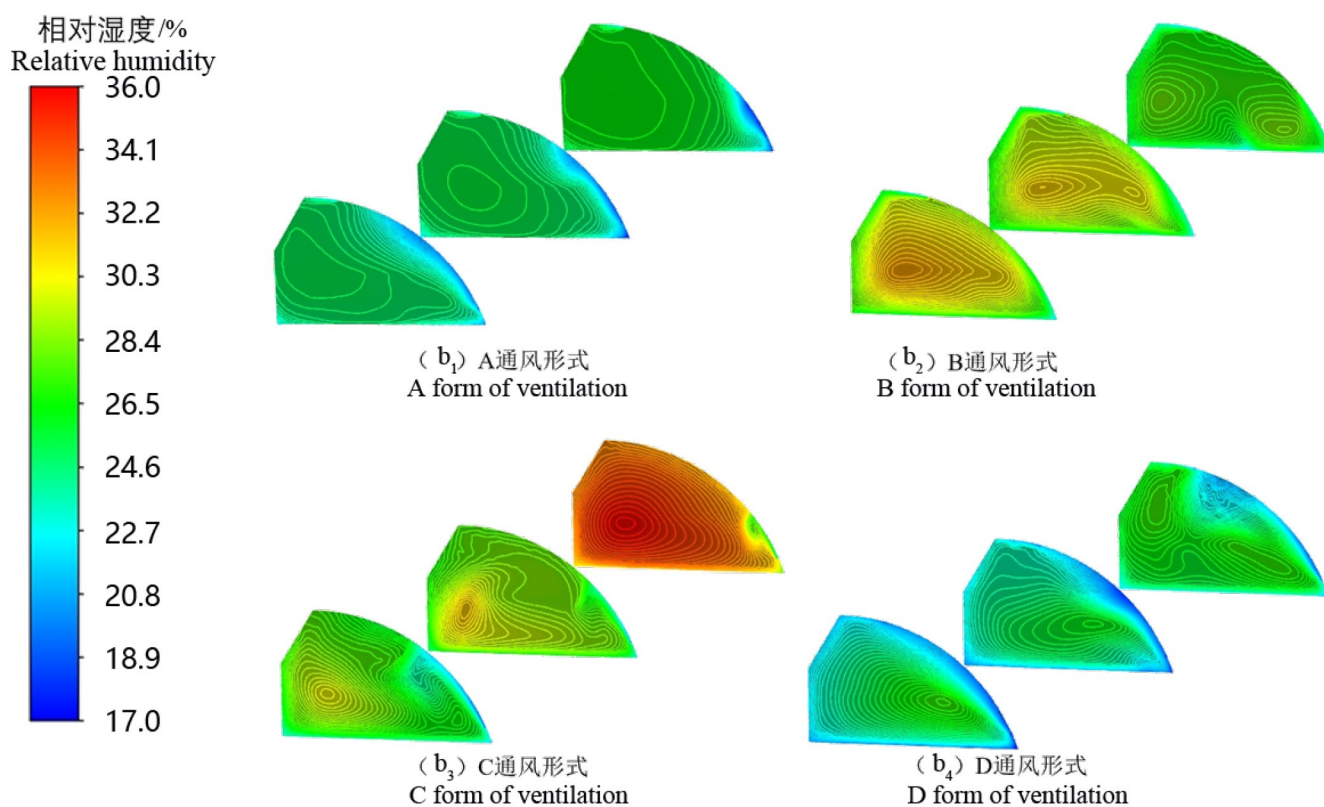 相对湿度/%
Relative humidity
36.0
34.1
32.2
30.3
28.4
26.5
24.6
22.7
20.8
18.9
17.0
（b₁）A通风形式
A form of ventilation
（b₂）B通风形式
B form of ventilation
（b₃）C通风形式
C form of ventilation
（b₄）D通风形式
D form of ventilation